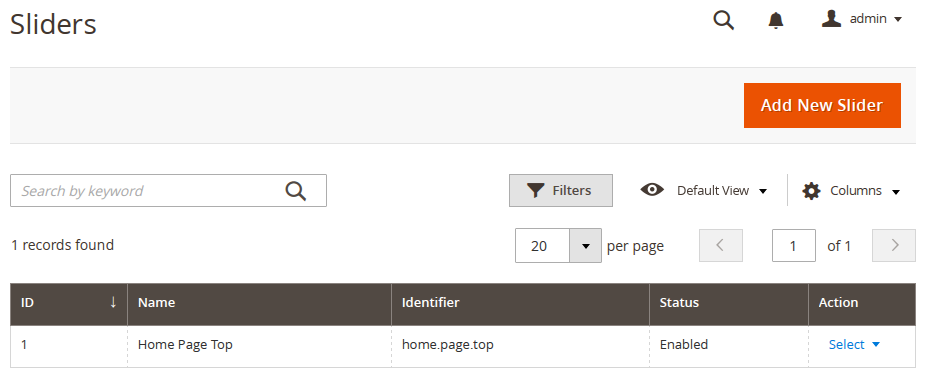 Sliders
admin
Add New Slider
Search by keyword
Filters
Default View
Columns
1 records found
20
per page
1
of 1
ID ↓ Name Identifier Status Action
1 Home Page Top home.page.top Enabled Select